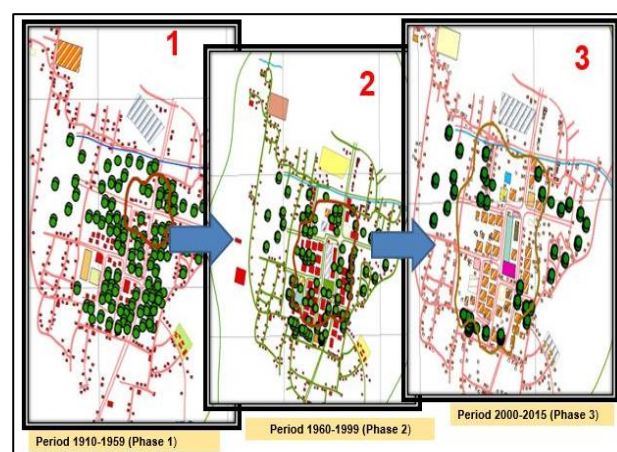 1
2
3
Period 1910-1959 (Phase 1)
Period 1960-1999 (Phase 2)
Period 2000-2015 (Phase 3)